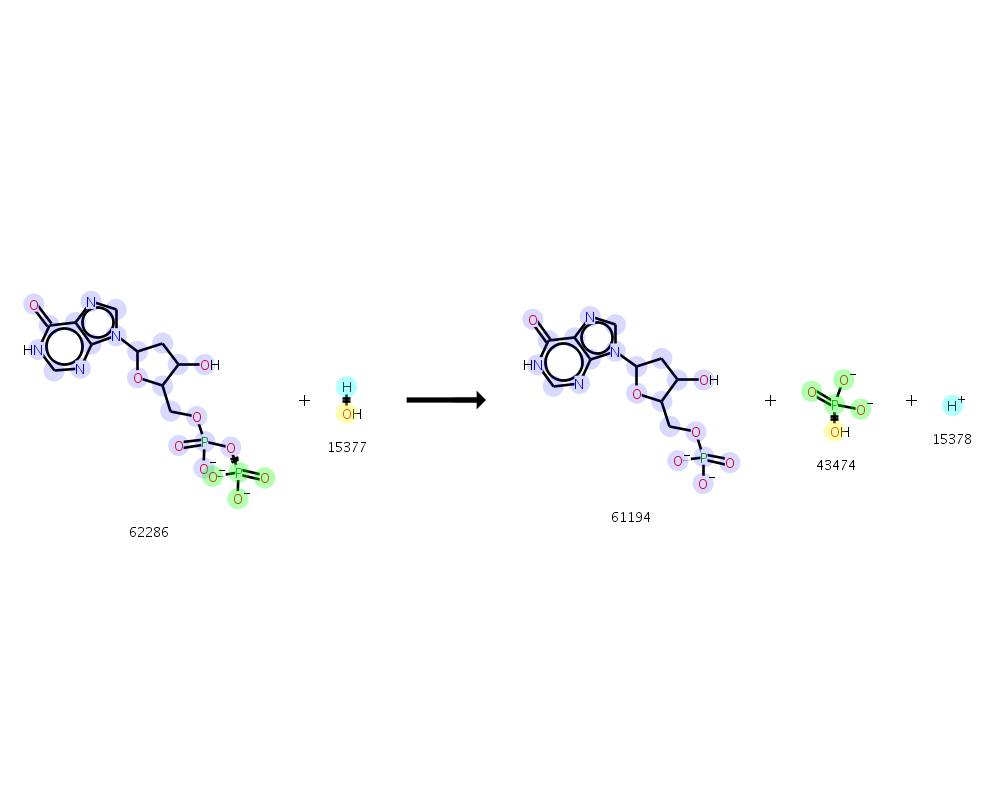 O N
HN N N
O OH
O
O P O
O⁻ O⁻ P O
O⁻
62286
+
H
OH
15377
O N
HN N N
O OH
O
O⁻ P O
O⁻
61194
+
O O⁻
P O⁻
OH
43474
+
H⁺
15378